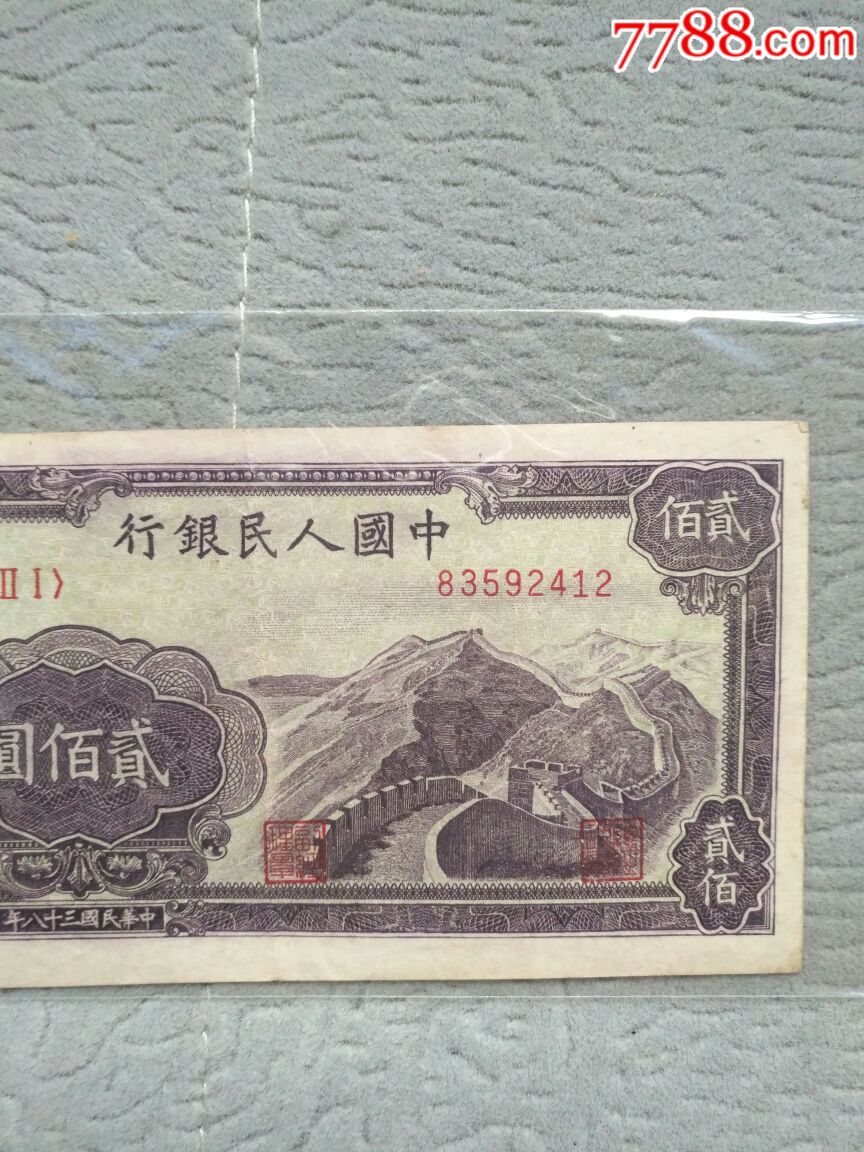 7788.com
中國人民銀行
貳佰
ⅡⅠ〉
83592412
貳佰圓
貳佰
中華民國三十八年